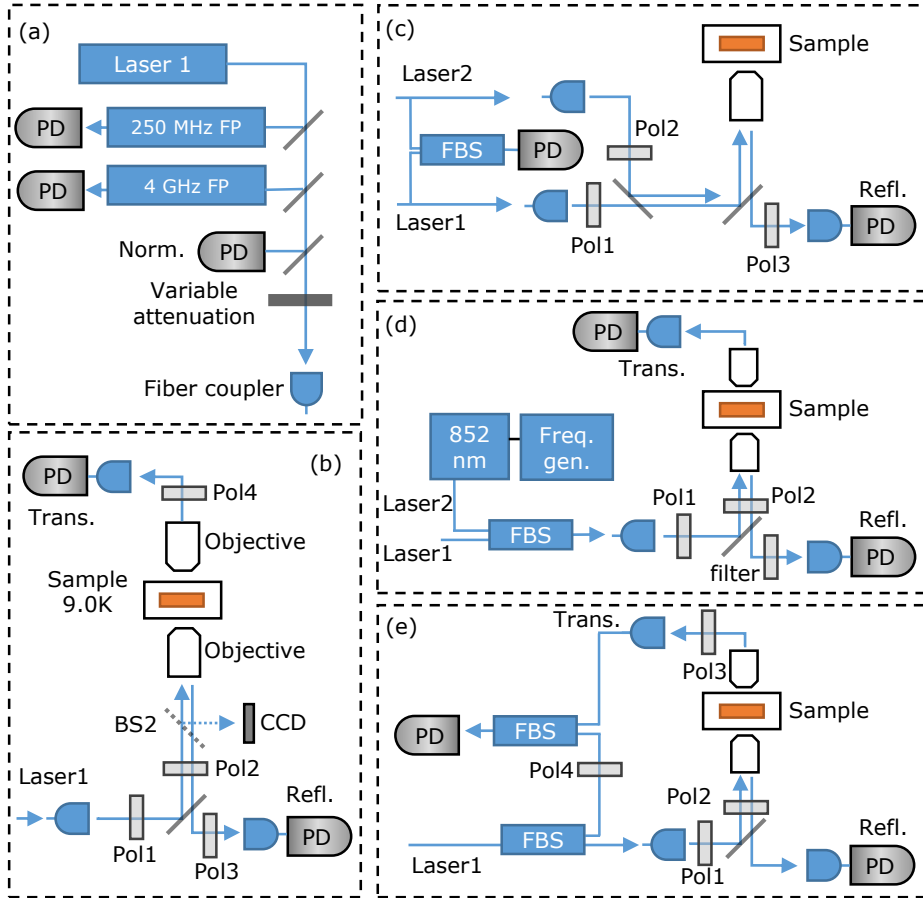 (a)
Laser 1
PD
250 MHz FP
PD
4 GHz FP
Norm.
PD
Variable
attenuation
Fiber coupler
(b)
PD
Pol4
Trans.
Objective
Sample
9.0K
Objective
BS2
CCD
Pol2
Laser1
Refl.
PD
Pol1
Pol3
(c)
Sample
Laser2
Pol2
FBS
PD
Laser1
Refl.
PD
Pol1
Pol3
(d)
PD
Trans.
Sample
852
nm
Freq.
gen.
Pol1
Pol2
Laser2
FBS
Refl.
PD
Laser1
filter
(e)
Trans.
Pol3
Sample
PD
FBS
Pol4
Pol2
Refl.
FBS
PD
Laser1
Pol1